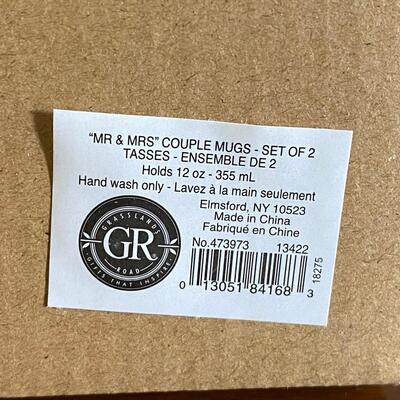 "MR & MRS" COUPLE MUGS - SET OF 2
TASSES - ENSEMBLE DE 2
Holds 12 oz - 355 mL
Hand wash only - Lavez à la main seulement
Elmsford, NY 10523
Made in China
Fabriqué en Chine
No.473973 13422
GRASSLANDS
GR
ROAD
GIFTS THAT INSPIRE
0 13051 84168 3
18275